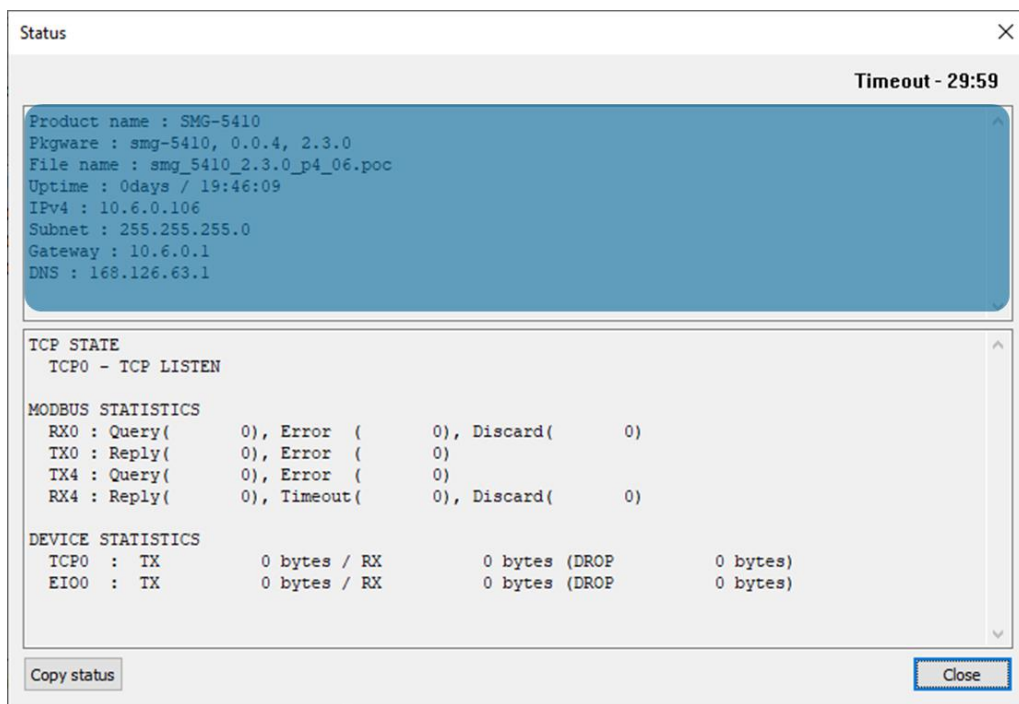 Status
Timeout - 29:59
Product name : SMG-5410
Pkgware : smg-5410, 0.0.4, 2.3.0
File name : smg_5410_2.3.0_p4_06.poc
Uptime : 0days / 19:46:09
IPv4 : 10.6.0.106
Subnet : 255.255.255.0
Gateway : 10.6.0.1
DNS : 168.126.63.1
TCP STATE
TCP0 - TCP LISTEN
MODBUS STATISTICS
RX0 : Query( 0), Error ( 0), Discard( 0)
TX0 : Reply( 0), Error ( 0)
TX4 : Query( 0), Error ( 0)
RX4 : Reply( 0), Timeout( 0), Discard( 0)
DEVICE STATISTICS
TCP0 : TX 0 bytes / RX 0 bytes (DROP 0 bytes)
EIO0 : TX 0 bytes / RX 0 bytes (DROP 0 bytes)
Copy status
Close